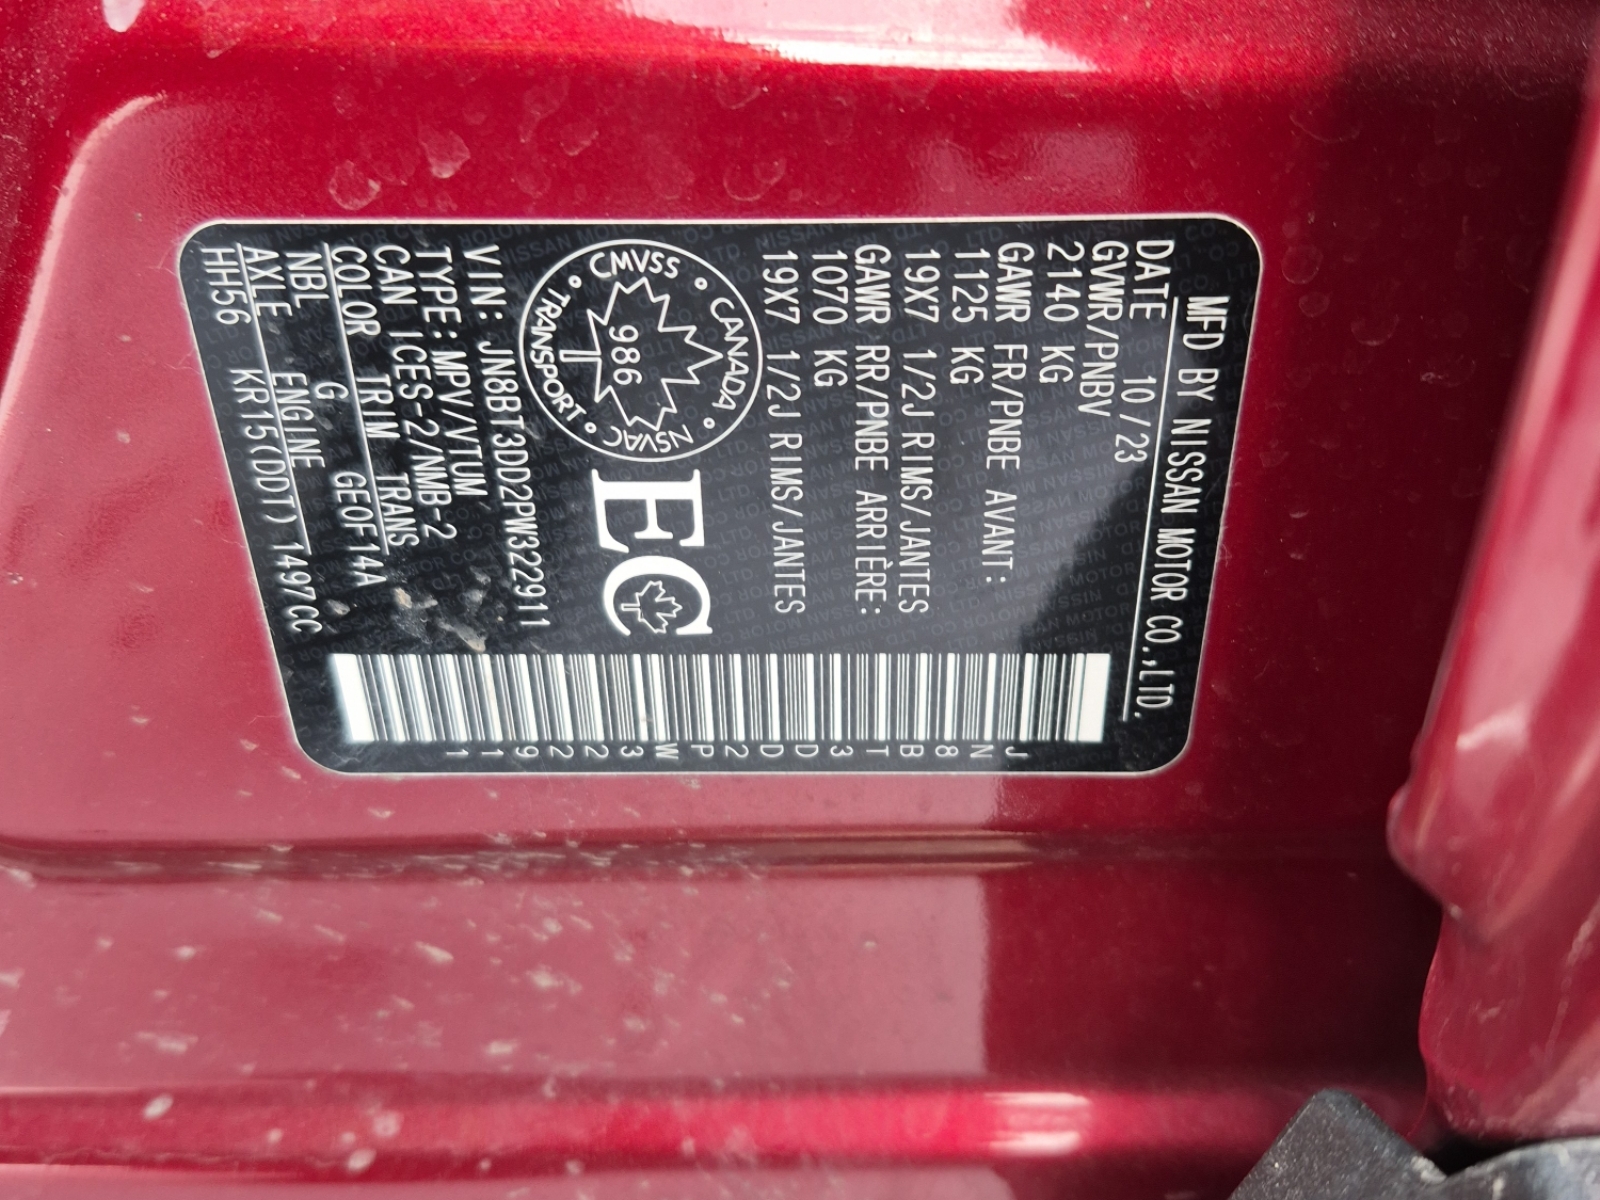 MFD BY NISSAN MOTOR CO.,LTD.
DATE 10/23
GVWR/PNBV
2140 KG
GAWR FR/PNBE AVANT:
1125 KG
19X7 1/2J RIMS/JANTES
GAWR RR/PNBE ARRIÈRE:
1070 KG
19X7 1/2J RIMS/JANTES
CANADA • NSVAC • TRANSPORT • CMVSS •
986
EC
VIN: JN8BT3DD2PW322911
TYPE: MPV/VTUM
CAN ICES-2/NMB-2
COLOR TRIM TRANS
NBL G GE0F14A
AXLE ENGINE
HH56 KR15(DDT) 1497CC
JN8BT3DD2PW322911